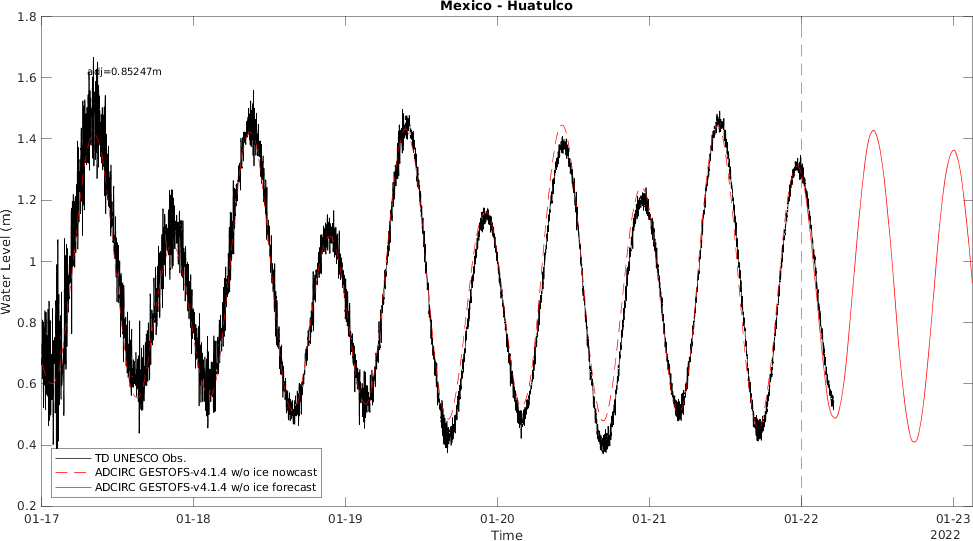 Mexico - Huatulco
1.8
1.6
1.4
1.2
1
0.8
0.6
0.4
0.2
Water Level (m)
adj=0.85247m
TD UNESCO Obs.
ADCIRC GESTOFS-v4.1.4 w/o ice nowcast
ADCIRC GESTOFS-v4.1.4 w/o ice forecast
01-17
01-18
01-19
01-20
01-21
01-22
01-23
Time
2022